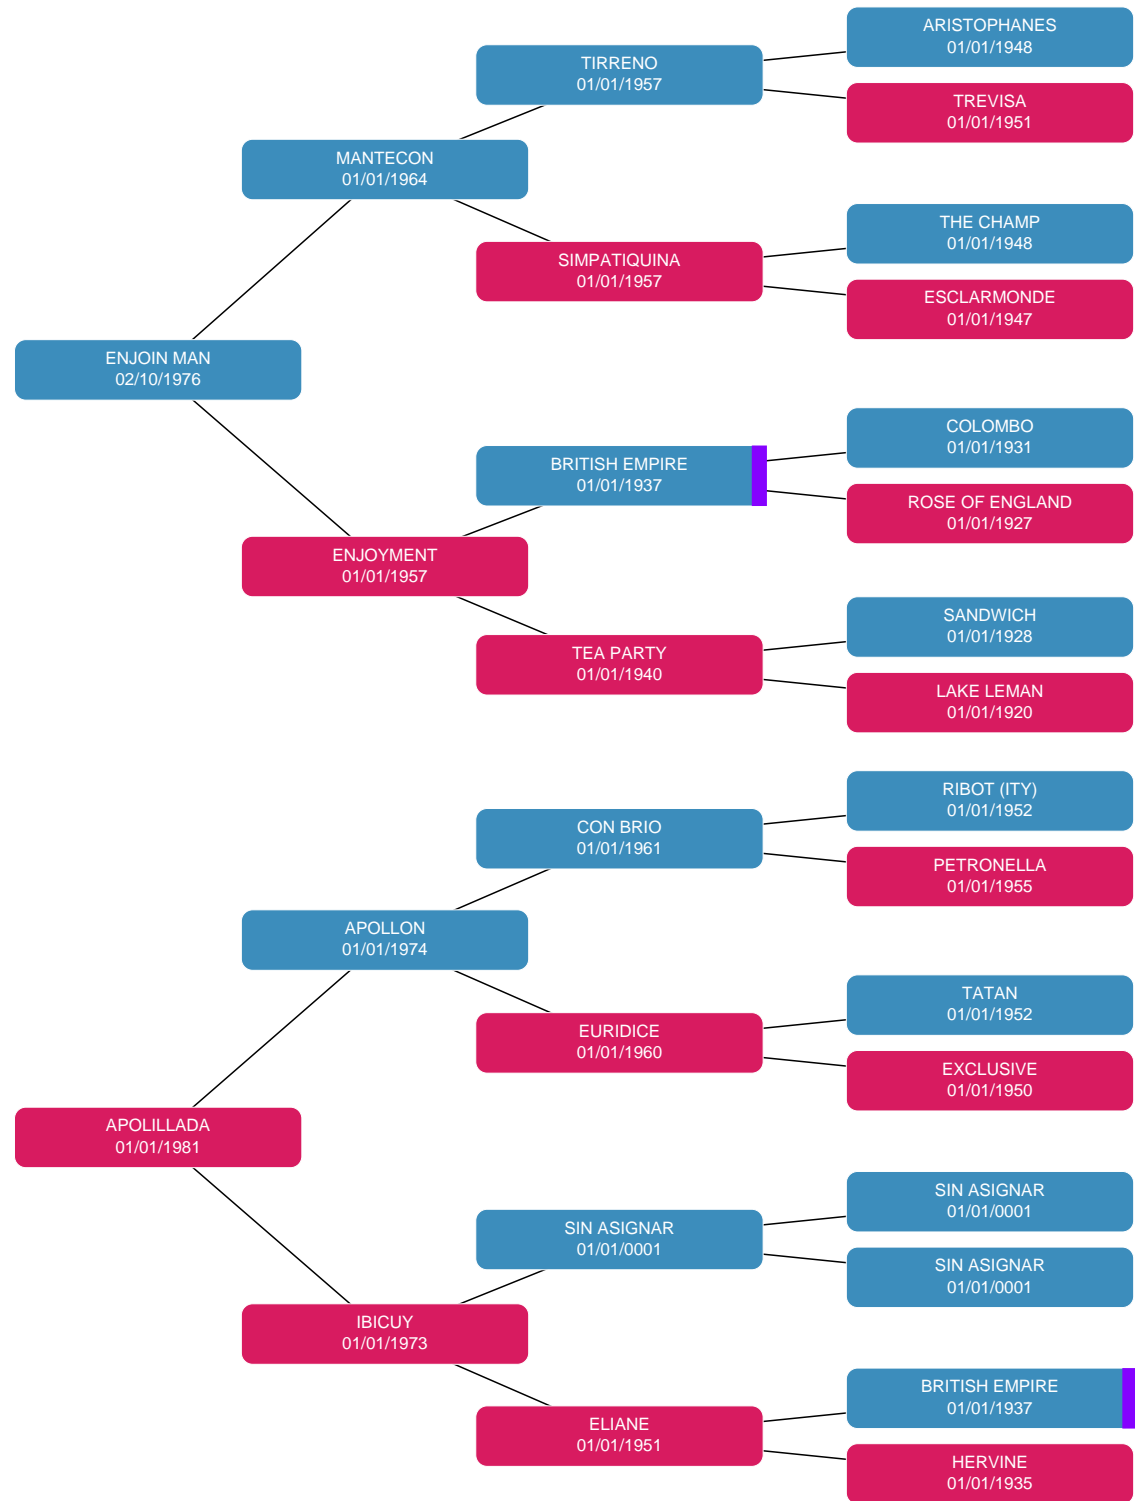 ARISTOPHANES
01/01/1948
TIRRENO
01/01/1957
TREVISA
01/01/1951
MANTECON
01/01/1964
THE CHAMP
01/01/1948
SIMPATIQUINA
01/01/1957
ESCLARMONDE
01/01/1947
ENJOIN MAN
02/10/1976
COLOMBO
01/01/1931
BRITISH EMPIRE
01/01/1937
ROSE OF ENGLAND
01/01/1927
ENJOYMENT
01/01/1957
SANDWICH
01/01/1928
TEA PARTY
01/01/1940
LAKE LEMAN
01/01/1920
RIBOT (ITY)
01/01/1952
CON BRIO
01/01/1961
PETRONELLA
01/01/1955
APOLLON
01/01/1974
TATAN
01/01/1952
EURIDICE
01/01/1960
EXCLUSIVE
01/01/1950
APOLILLADA
01/01/1981
SIN ASIGNAR
01/01/0001
SIN ASIGNAR
01/01/0001
SIN ASIGNAR
01/01/0001
IBICUY
01/01/1973
BRITISH EMPIRE
01/01/1937
ELIANE
01/01/1951
HERVINE
01/01/1935